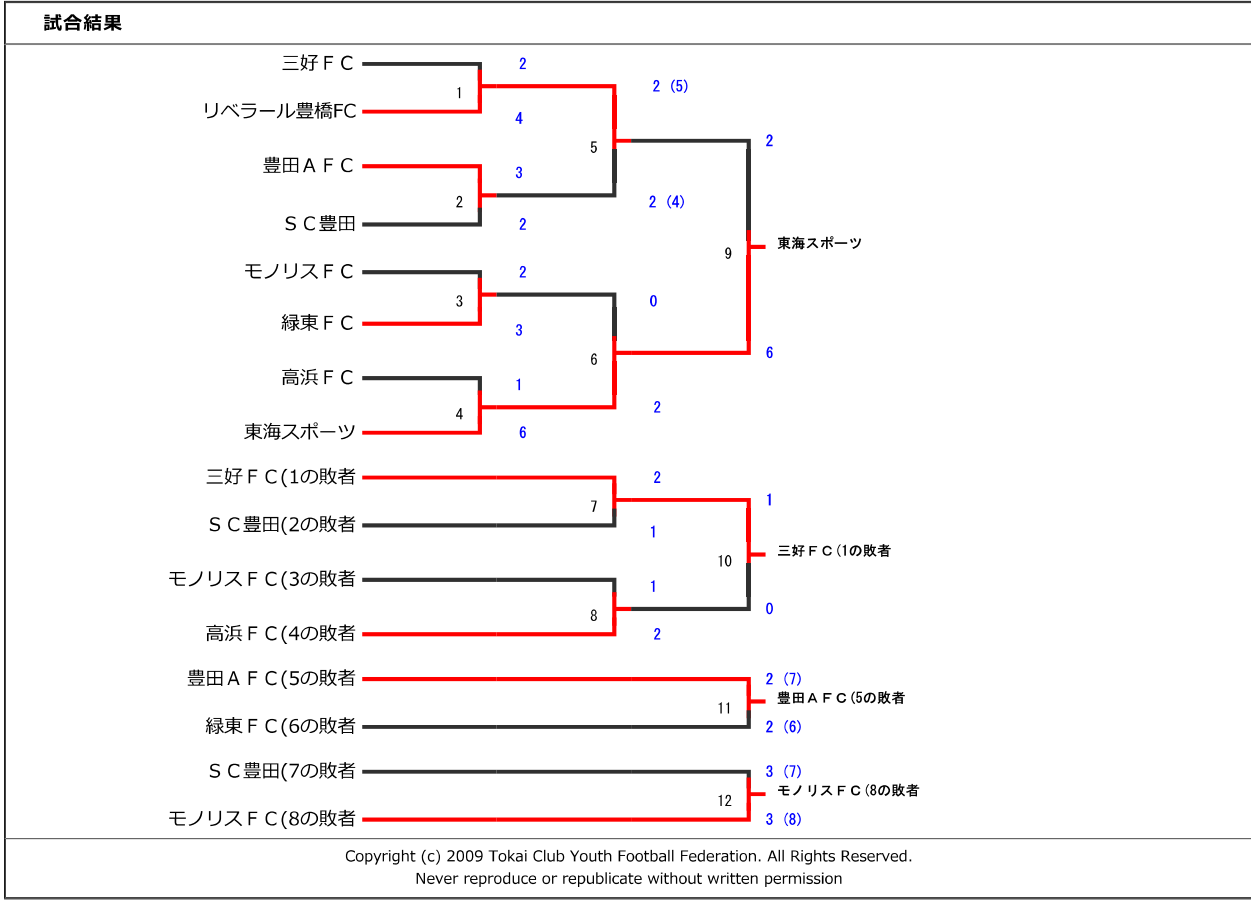 試合結果
三好ＦＣ
2
2 (5)
1
リベラール豊橋FC
4
2
5
豊田ＡＦＣ
3
2
2 (4)
ＳＣ豊田
2
9
東海スポーツ
モノリスＦＣ
2
3
0
緑東ＦＣ
3
6
6
高浜ＦＣ
1
4
2
東海スポーツ
6
三好ＦＣ(1の敗者
2
7
1
ＳＣ豊田(2の敗者
1
10
三好ＦＣ(1の敗者
モノリスＦＣ(3の敗者
1
8
0
高浜ＦＣ(4の敗者
2
豊田ＡＦＣ(5の敗者
2 (7)
11
豊田ＡＦＣ(5の敗者
緑東ＦＣ(6の敗者
2 (6)
ＳＣ豊田(7の敗者
3 (7)
12
モノリスＦＣ(8の敗者
モノリスＦＣ(8の敗者
3 (8)
Copyright (c) 2009 Tokai Club Youth Football Federation. All Rights Reserved.
Never reproduce or republicate without written permission